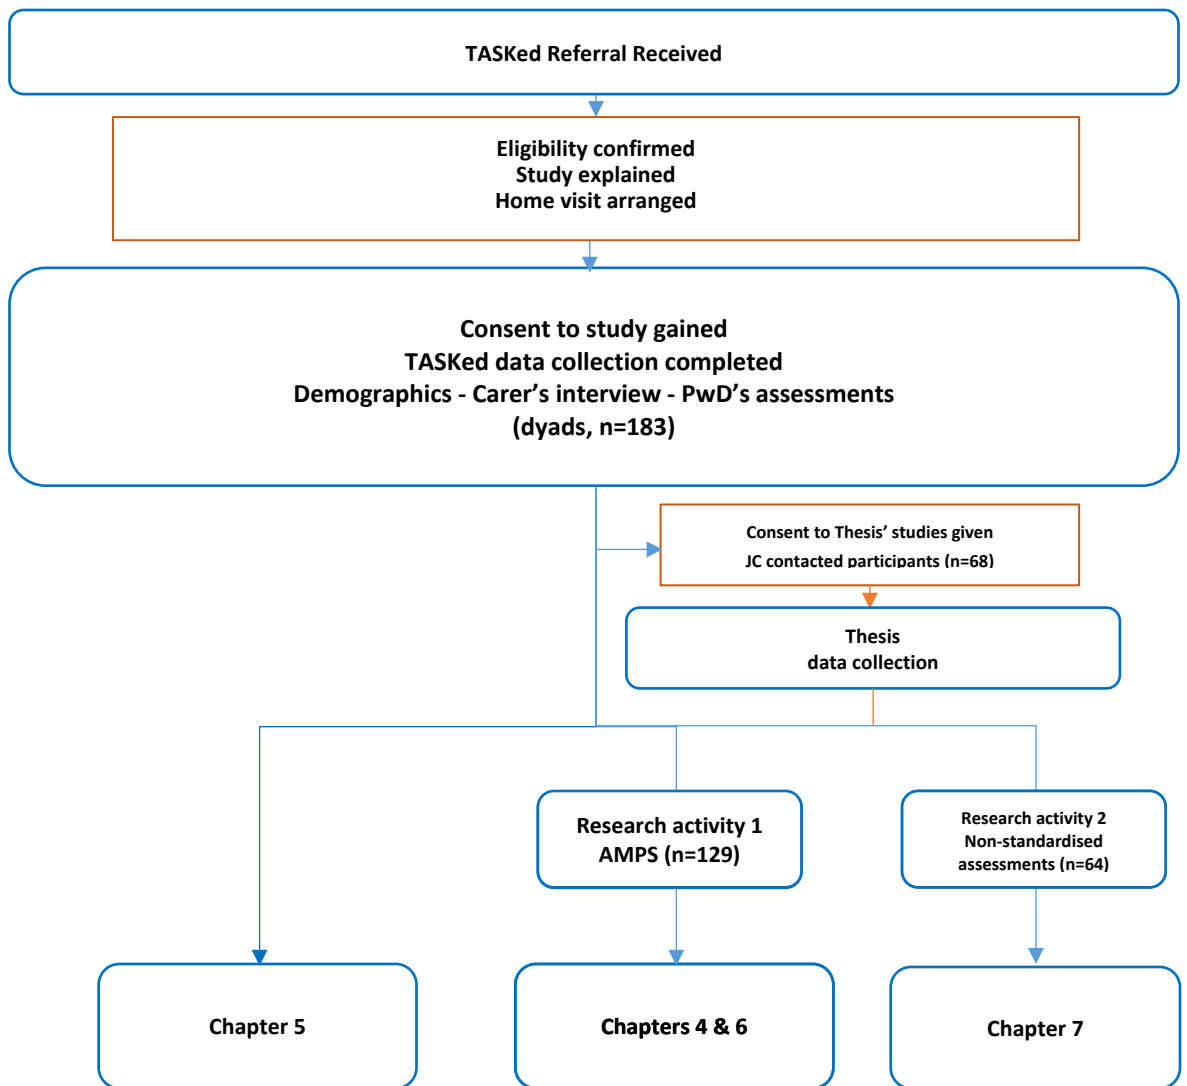 TASKed Referral Received
Eligibility confirmed
Study explained
Home visit arranged
Consent to study gained
TASKed data collection completed
Demographics - Carer's interview - PwD's assessments
(dyads, n=183)
Consent to Thesis' studies given
JC contacted participants (n=68)
Thesis
data collection
Research activity 1
AMPS (n=129)
Research activity 2
Non-standardised
assessments (n=64)
Chapter 5
Chapters 4 & 6
Chapter 7